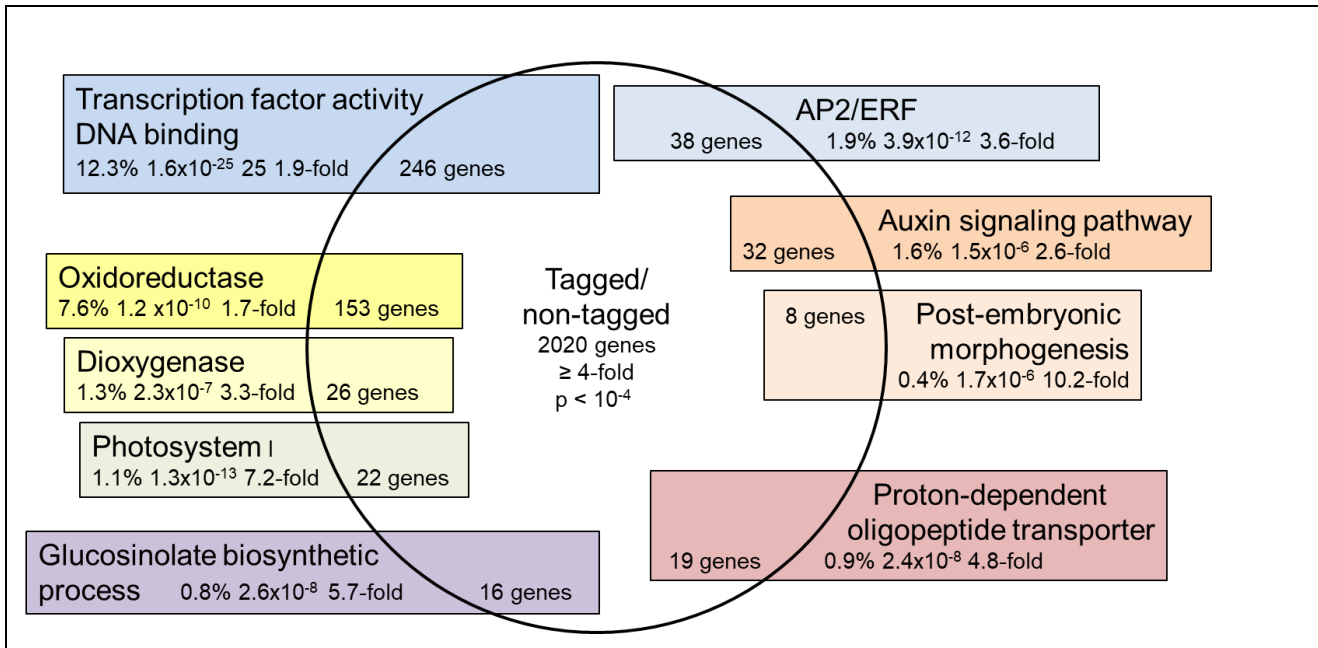 Transcription factor activity
DNA binding
12.3% 1.6x10⁻²⁵ 25 1.9-fold 246 genes
AP2/ERF
38 genes 1.9% 3.9x10⁻¹² 3.6-fold
Auxin signaling pathway
32 genes 1.6% 1.5x10⁻⁶ 2.6-fold
Oxidoreductase
7.6% 1.2 x10⁻¹⁰ 1.7-fold 153 genes
Tagged/
non-tagged
2020 genes
≥ 4-fold
p < 10⁻⁴
8 genes Post-embryonic
morphogenesis
0.4% 1.7x10⁻⁶ 10.2-fold
Dioxygenase
1.3% 2.3x10⁻⁷ 3.3-fold 26 genes
Photosystem I
1.1% 1.3x10⁻¹³ 7.2-fold 22 genes
Proton-dependent
oligopeptide transporter
19 genes 0.9% 2.4x10⁻⁸ 4.8-fold
Glucosinolate biosynthetic
process 0.8% 2.6x10⁻⁸ 5.7-fold 16 genes